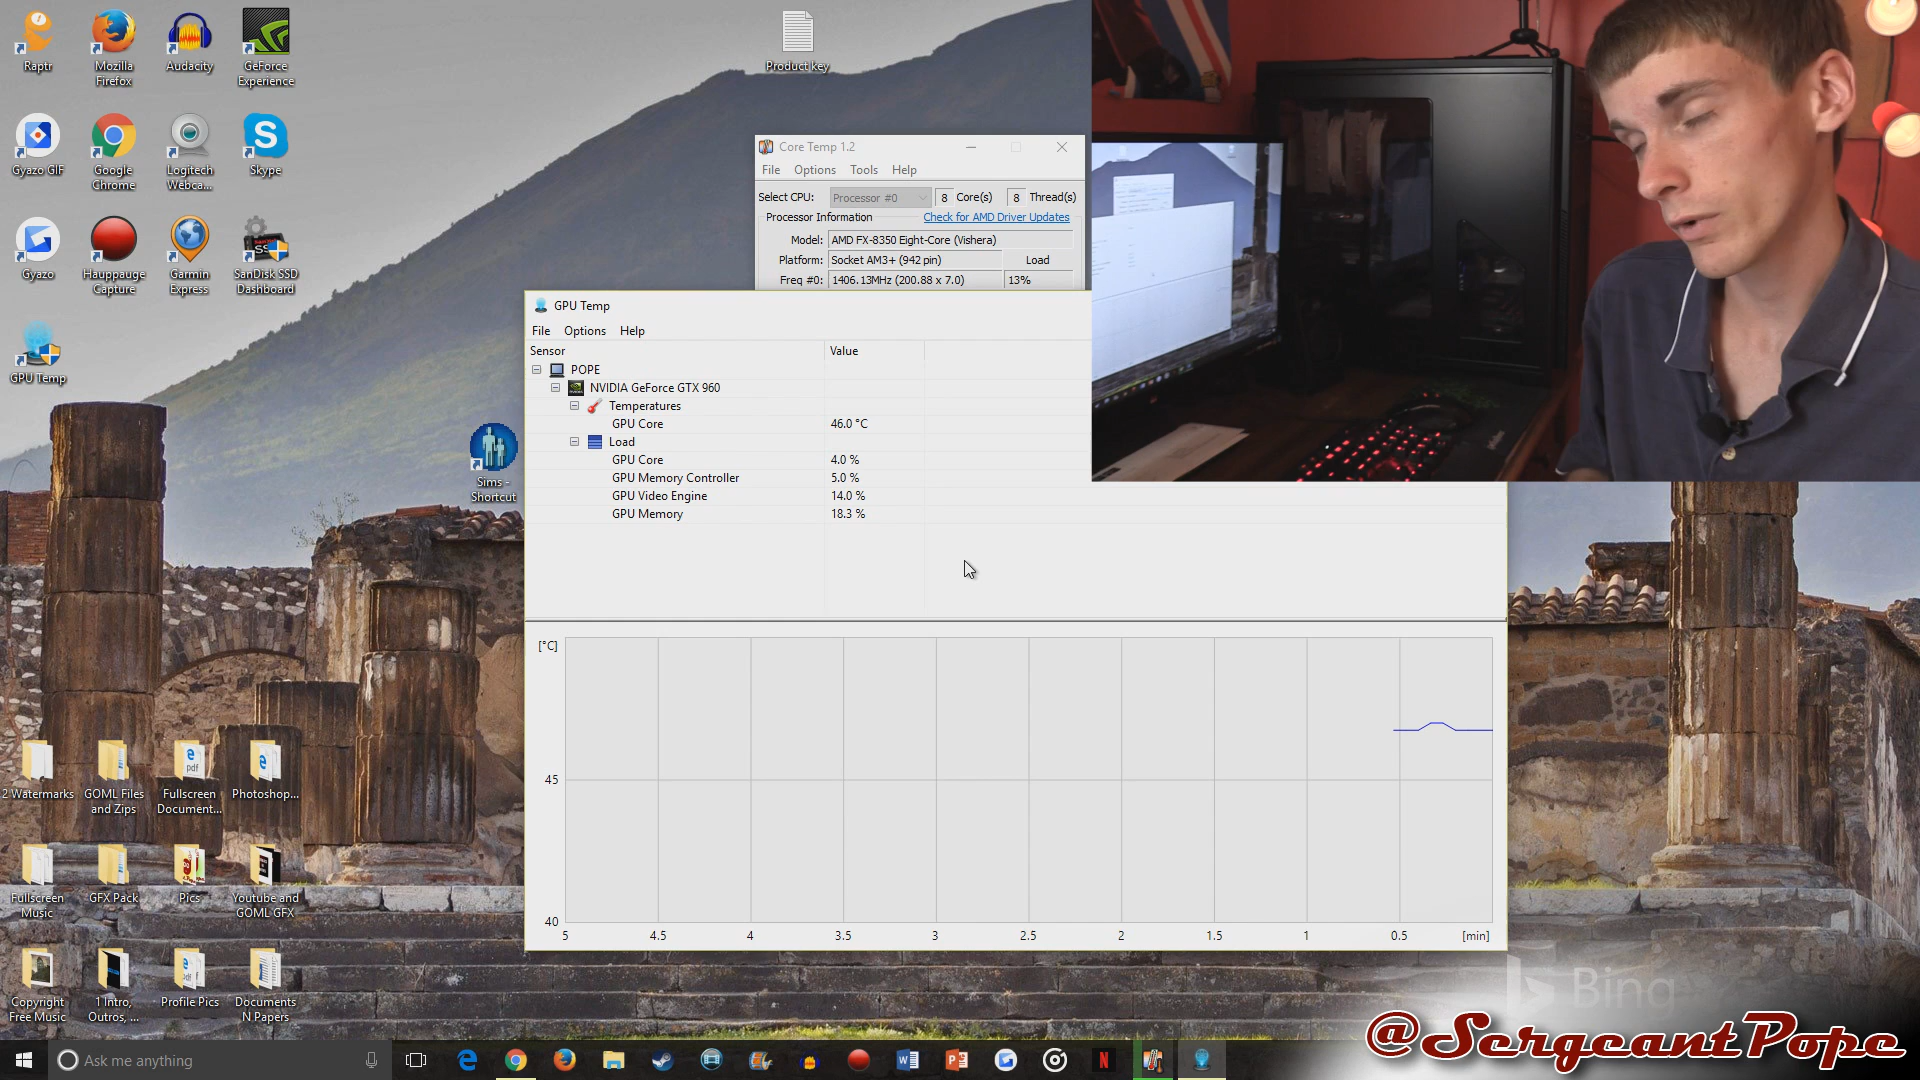 Raptr
Mozilla
Firefox
Audacity
GeForce
Experience
Product key
Gyazo GIF
Google
Chrome
Logitech
Webca...
Skype
Gyazo
Hauppauge
Capture
Garmin
Express
SanDisk SSD
Dashboard
GPU Temp
Sims -
Shortcut
Core Temp 1.2
File Options Tools Help
Select CPU: Processor #0 8 Core(s) 8 Thread(s)
Processor Information Check for AMD Driver Updates
Model: AMD FX-8350 Eight-Core (Vishera)
Platform: Socket AM3+ (942 pin) Load
Freq #0: 1406.13MHz (200.88 x 7.0) 13%
GPU Temp
File Options Help
Sensor Value
POPE
NVIDIA GeForce GTX 960
Temperatures
GPU Core 46.0 °C
Load
GPU Core 4.0 %
GPU Memory Controller 5.0 %
GPU Video Engine 14.0 %
GPU Memory 18.3 %
[°C]
45
40
5 4.5 4 3.5 3 2.5 2 1.5 1 0.5 [min]
2 Watermarks
GOML Files
and Zips
Fullscreen
Document...
Photoshop...
Fullscreen
Music
GFX Pack
Pics
Youtube and
GOML GFX
Copyright
Free Music
1 Intro,
Outros, ...
Profile Pics
Documents
N Papers
Bing
@SergeantPope
Ask me anything